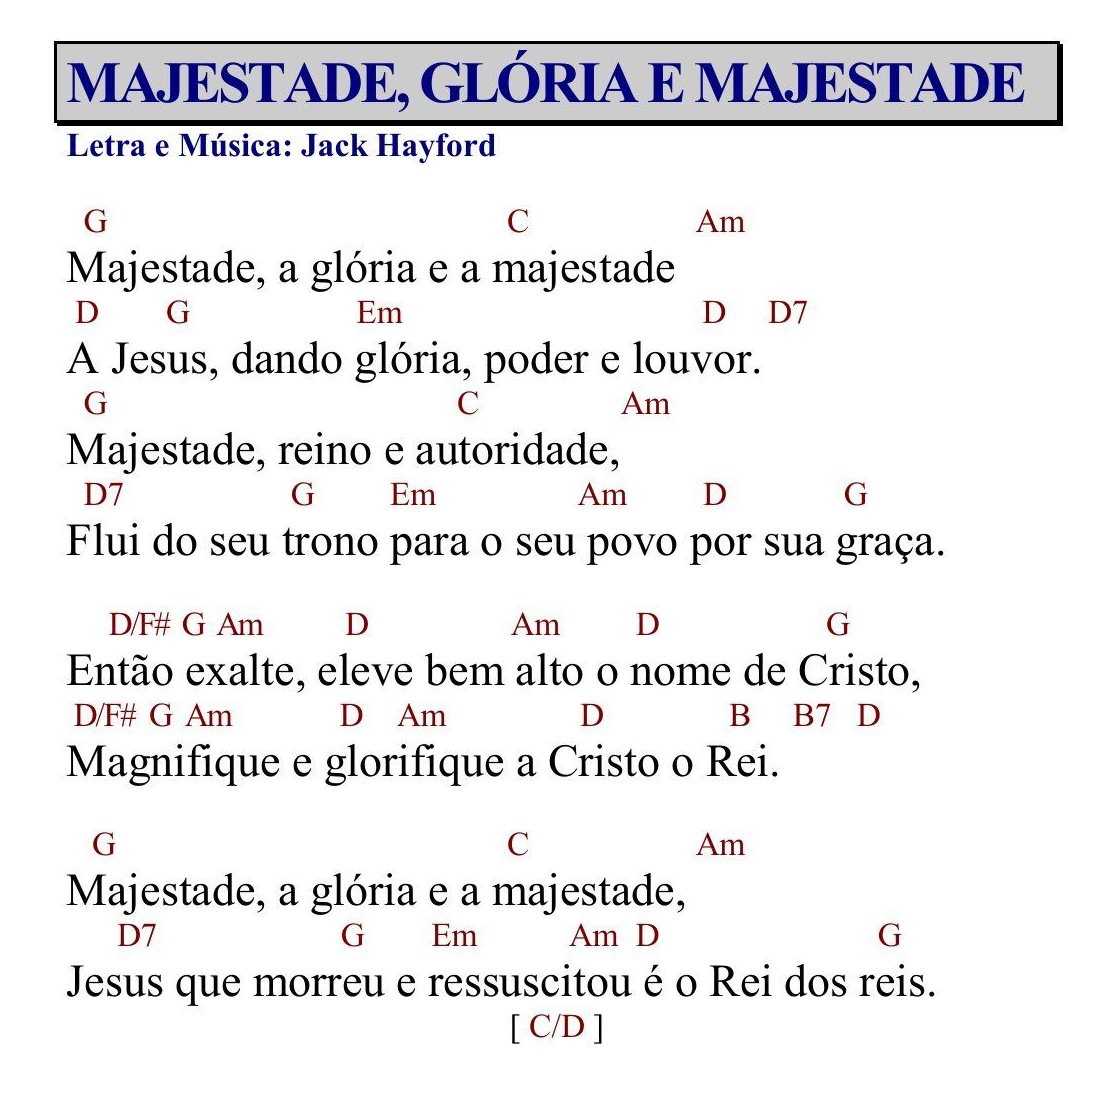 MAJESTADE, GLÓRIA E MAJESTADE
Letra e Música: Jack Hayford
G C Am
Majestade, a glória e a majestade
D G Em D D7
A Jesus, dando glória, poder e louvor.
G C Am
Majestade, reino e autoridade,
D7 G Em Am D G
Flui do seu trono para o seu povo por sua graça.
D/F# G Am D Am D G
Então exalte, eleve bem alto o nome de Cristo,
D/F# G Am D Am D B B7 D
Magnifique e glorifique a Cristo o Rei.
G C Am
Majestade, a glória e a majestade,
D7 G Em Am D G
Jesus que morreu e ressuscitou é o Rei dos reis.
[ C/D ]